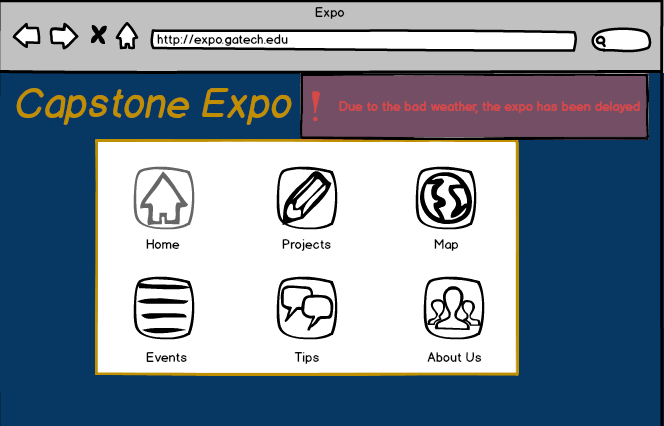 Expo
http://expo.gatech.edu
Capstone Expo
! Due to the bad weather, the expo has been delayed
Home Projects Map
Events Tips About Us